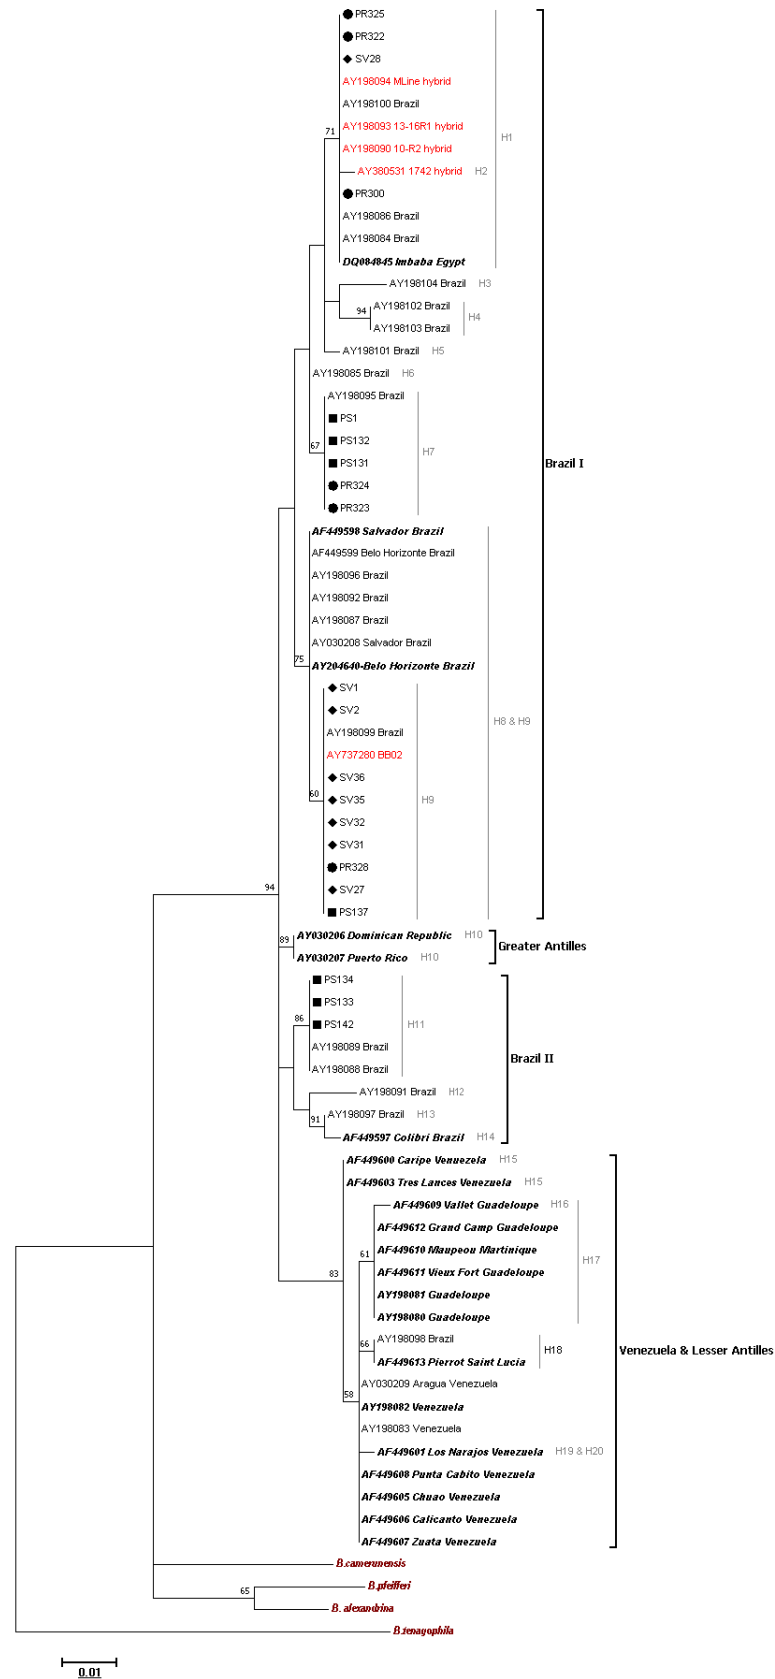 PR325
PR322
SV28
AY198094 MLine hybrid
AY198100 Brazil
AY198093 13-16R1 hybrid
71
H1
AY198090 10-R2 hybrid
AY380531 1742 hybrid H2
PR300
AY198086 Brazil
AY198084 Brazil
DQ084845 Imbaba Egypt
AY198104 Brazil H3
AY198102 Brazil
94
H4
AY198103 Brazil
AY198101 Brazil H5
AY198085 Brazil H6
AY198095 Brazil
PS1
PS132
67
H7
PS131
Brazil I
PR324
PR323
AF449598 Salvador Brazil
AF449599 Belo Horizonte Brazil
AY198096 Brazil
AY198092 Brazil
AY198087 Brazil
AY030208 Salvador Brazil
75
AY204640-Belo Horizonte Brazil
SV1
SV2
H8 & H9
AY198099 Brazil
AY737280 BB02
SV36
60
SV35
H9
SV32
SV31
PR328
SV27
94
PS137
AY030206 Dominican Republic H10
89
Greater Antilles
AY030207 Puerto Rico H10
PS134
PS133
86
PS142
H11
AY198089 Brazil
Brazil II
AY198088 Brazil
AY198091 Brazil H12
AY198097 Brazil H13
91
AF449597 Colibri Brazil H14
AF449600 Caripe Venuezela H15
AF449603 Tres Lances Venezuela H15
AF449609 Vallet Guadeloupe H16
AF449612 Grand Camp Guadeloupe
AF449610 Maupeou Martinique
61
H17
AF449611 Vieux Fort Guadeloupe
83
AY198081 Guadeloupe
AY198080 Guadeloupe
AY198098 Brazil
66
H18
Venezuela & Lesser Antilles
AF449613 Pierrot Saint Lucia
AY030209 Aragua Venezuela
58
AY198082 Venezuela
AY198083 Venezuela
AF449601 Los Narajos Venezuela H19 & H20
AF449608 Punta Cabito Venezuela
AF449605 Chuao Venezuela
AF449606 Calicanto Venezuela
AF449607 Zuata Venezuela
B.camerunensis
B.pfeifferi
65
B. alexandrina
B.tenagophila
0.01